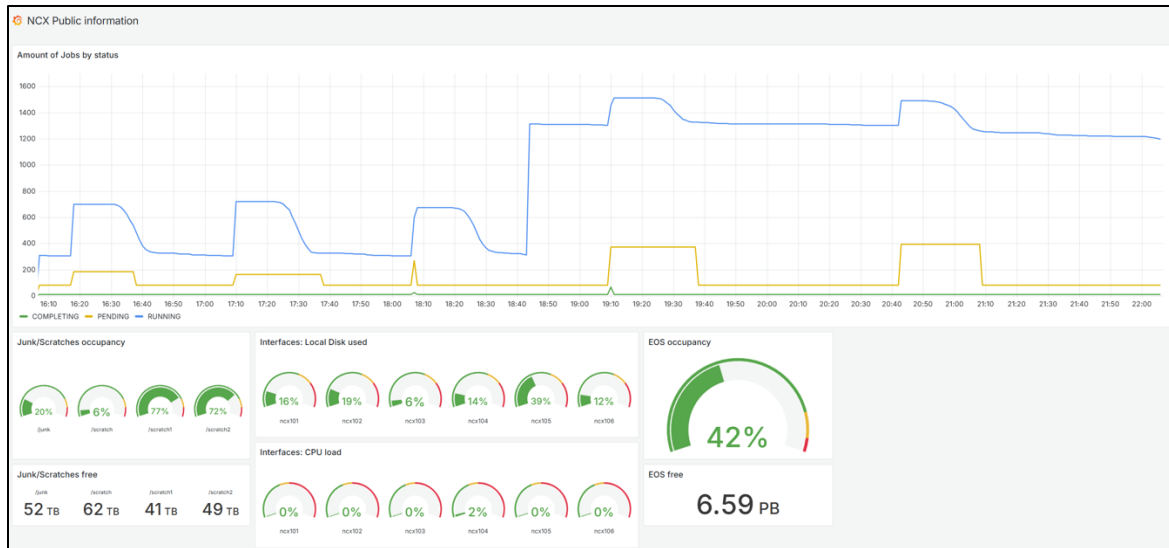 NCX Public information
Amount of Jobs by status
1600
1400
1200
1000
800
600
400
200
0
16:10 16:20 16:30 16:40 16:50 17:00 17:10 17:20 17:30 17:40 17:50 18:00 18:10 18:20 18:30 18:40 18:50 19:00 19:10 19:20 19:30 19:40 19:50 20:00 20:10 20:20 20:30 20:40 20:50 21:00 21:10 21:20 21:30 21:40 21:50 22:00
COMPLETING PENDING RUNNING
Junk/Scratches occupancy
20% 6% 77% 72%
/junk /scratch /scratch1 /scratch2
Junk/Scratches free
/junk /scratch /scratch1 /scratch2
52 TB 62 TB 41 TB 49 TB
Interfaces: Local Disk used
16% 19% 6% 14% 39% 12%
ncx101 ncx102 ncx103 ncx104 ncx105 ncx106
Interfaces: CPU load
0% 0% 0% 2% 0% 0%
ncx101 ncx102 ncx103 ncx104 ncx105 ncx106
EOS occupancy
42%
EOS free
6.59 PB